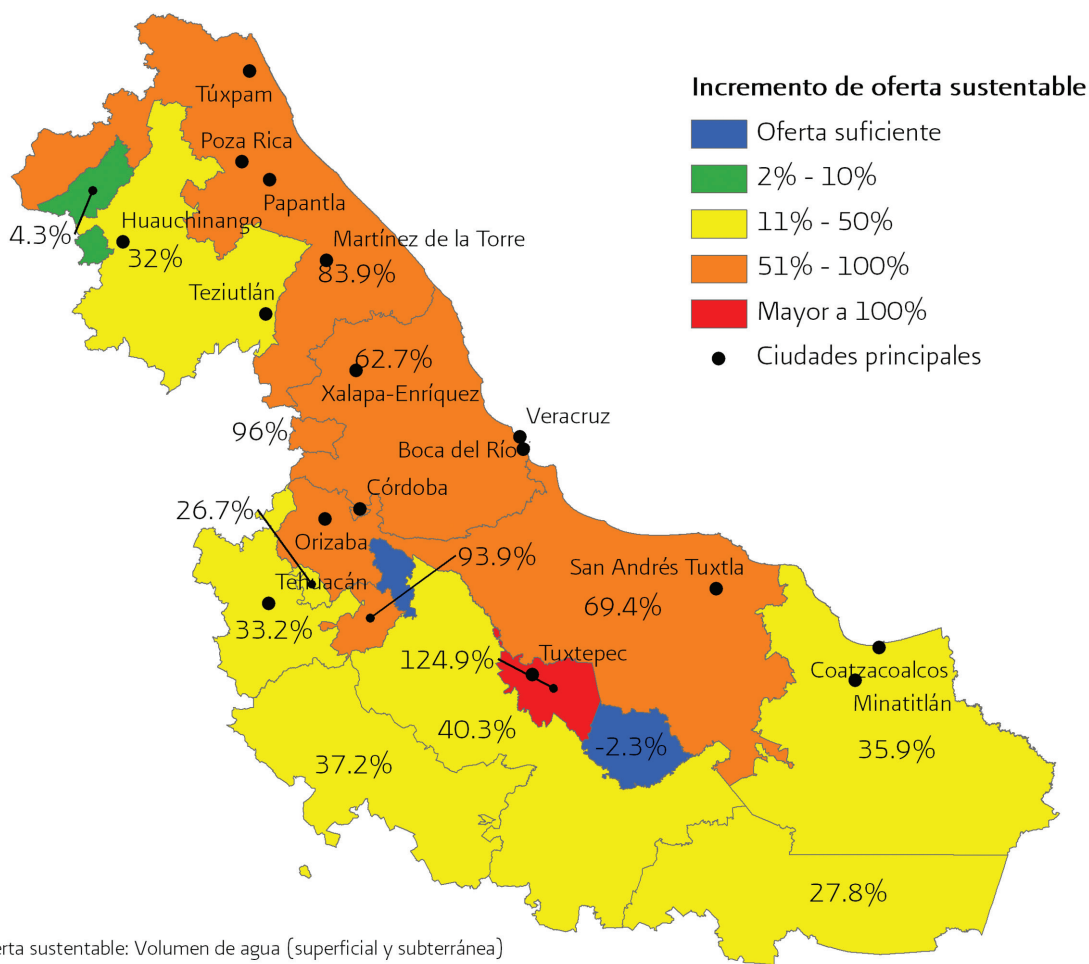 Incremento de oferta sustentable
Oferta suficiente
2% - 10%
11% - 50%
51% - 100%
Mayor a 100%
Ciudades principales
Túxpam
Poza Rica
Papantla
4.3%
Huauchinango
32%
Martínez de la Torre
83.9%
Teziutlán
62.7%
Xalapa-Enríquez
96%
Veracruz
Boca del Río
Córdoba
26.7%
Orizaba
93.9%
Tehuacán
33.2%
San Andrés Tuxtla
69.4%
124.9%
Tuxtepec
Coatzacoalcos
Minatitlán
40.3%
-2.3%
35.9%
37.2%
27.8%
sustentable: Volumen de agua (superficial y subterránea)